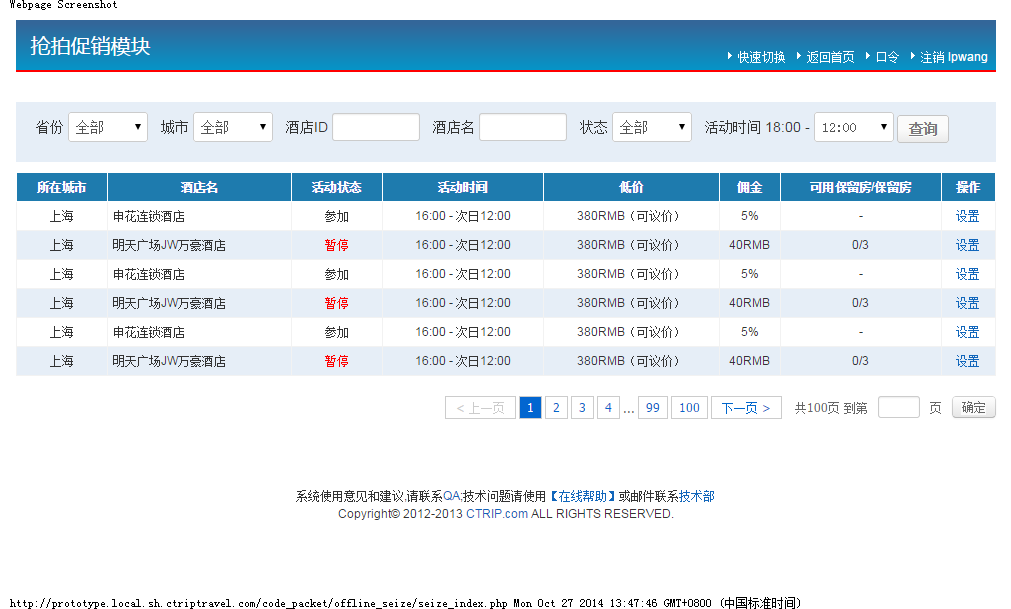 Webpage Screenshot
抢拍促销模块
快速切换 返回首页 口令 注销 lpwang
省份 全部 城市 全部 酒店ID 酒店名 状态 全部 活动时间 18:00 - 12:00 查询
所在城市 酒店名 活动状态 活动时间 低价 佣金 可用保留房/保留房 操作
上海 申花连锁酒店 参加 16:00 - 次日12:00 380RMB（可议价） 5% - 设置
上海 明天广场JW万豪酒店 暂停 16:00 - 次日12:00 380RMB（可议价） 40RMB 0/3 设置
上海 申花连锁酒店 参加 16:00 - 次日12:00 380RMB（可议价） 5% - 设置
上海 明天广场JW万豪酒店 暂停 16:00 - 次日12:00 380RMB（可议价） 40RMB 0/3 设置
上海 申花连锁酒店 参加 16:00 - 次日12:00 380RMB（可议价） 5% - 设置
上海 明天广场JW万豪酒店 暂停 16:00 - 次日12:00 380RMB（可议价） 40RMB 0/3 设置
< 上一页 1 2 3 4 ... 99 100 下一页 > 共100页 到第 页 确定
系统使用意见和建议,请联系QA;技术问题请使用【在线帮助】或邮件联系技术部
Copyright© 2012-2013 CTRIP.com ALL RIGHTS RESERVED.
http://prototype.local.sh.ctriptravel.com/code_packet/offline_seize/seize_index.php Mon Oct 27 2014 13:47:46 GMT+0800 (中国标准时间)